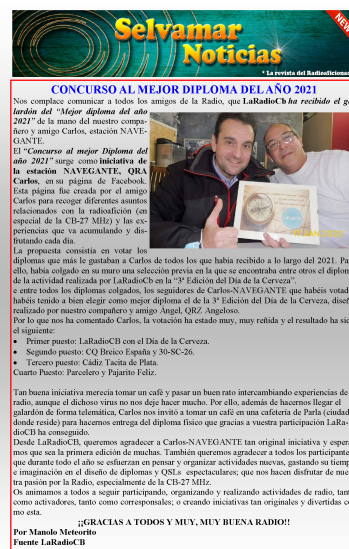 Selvamar
Noticias
NEW
* La revista del Radioaficiona
CONCURSO AL MEJOR DIPLOMA DEL AÑO 2021
Nos complace comunicar a todos los amigos de la Radio, que LaRadioCb ha recibido el ga
lardón del “Mejor diploma del año
2021” de la mano del nuestro compa-
ñero y amigo Carlos, estación NAVE-
GANTE.
El “Concurso al mejor Diploma del
año 2021” surge como iniciativa de
la estación NAVEGANTE, QRA
Carlos, en su página de Facebook.
Esta página fue creada por el amigo
Carlos para recoger diferentes asuntos
relacionados con la radioafición (en
especial de la CB-27 MHz) y las ex-
periencias que va acumulando y dis-
frutando cada día.
La propuesta consistía en votar los
diplomas que más le gustaban a Carlos de todos los que había recibido a lo largo del 2021. Pa
ello, había colgado en su muro una selección previa en la que se encontraba entre otros el diplom
de la actividad realizada por LaRadioCb en la “3ª Edición del Día de la Cerveza”.
e entre todos los diplomas colgados, los seguidores de Carlos-NAVEGANTE que habéis votad
habéis tenido a bien elegir como mejor diploma el de la 3ª Edición del Día de la Cerveza, diseñ
realizado por nuestro compañero y amigo Ángel, QRZ Angeloso.
Por lo que nos ha comentado Carlos, la votación ha estado muy, muy reñida y el resultado ha sid
el siguiente:
• Primer puesto: LaRadioCB con el Día de la Cerveza.
• Segundo puesto: CQ Breico España y 30-SC-26.
• Tercero puesto: Cádiz Tacita de Plata.
Cuarto Puesto: Parcelero y Pajarito Feliz.
Tan buena iniciativa merecía tomar un café y pasar un buen rato intercambiando experiencias de
radio, aunque el dichoso virus no nos deje hacer mucho. Por ello, además de hacernos llegar el
galardón de forma telemática, Carlos nos invitó a tomar un café en una cafetería de Parla (ciudad
donde reside) para hacernos entrega del diploma físico que gracias a vuestra participación LaRa-
dioCB ha conseguido.
Desde LaRadioCB, queremos agradecer a Carlos-NAVEGANTE tan original iniciativa y espera
mos que sea la primera edición de muchas. También queremos agradecer a todos los participante
que durante todo el año se esfuerzan en pensar y organizar actividades nuevas, gastando su tiemp
e imaginación en el diseño de diplomas y QSLs espectaculares; que nos hacen disfrutar de nue
tra pasión por la Radio, especialmente de la CB-27 MHz.
Os animamos a todos a seguir participando, organizando y realizando actividades de radio, tant
como activadores, tanto como corresponsales; o creando iniciativas tan originales y divertidas co
mo esta.
¡¡GRACIAS A TODOS Y MUY, MUY BUENA RADIO!!
Por Manolo Meteorito
Fuente LaRadioCB